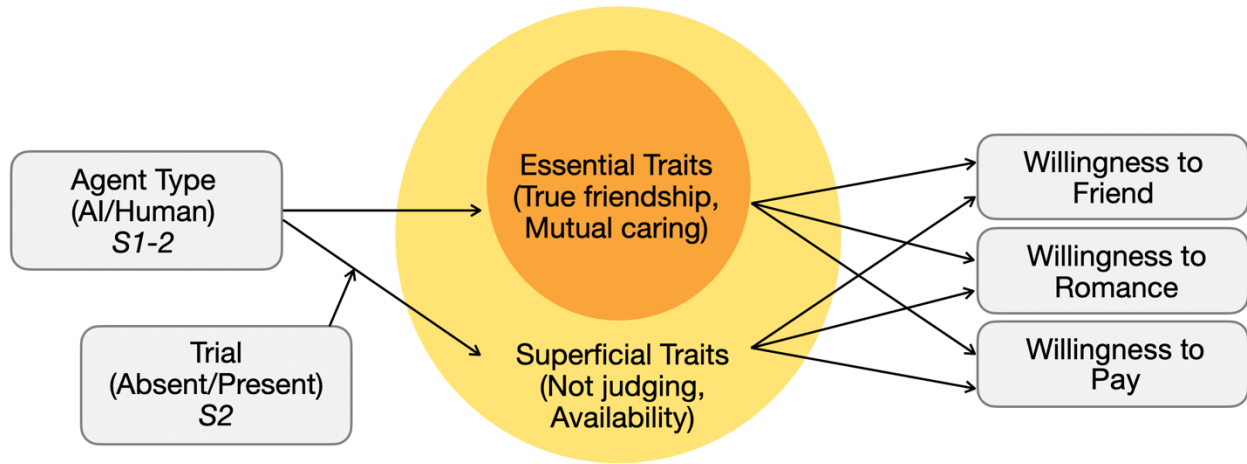 Agent Type
(AI/Human)
S1-2
Trial
(Absent/Present)
S2
Essential Traits
(True friendship,
Mutual caring)
Superficial Traits
(Not judging,
Availability)
Willingness to
Friend
Willingness to
Romance
Willingness to
Pay